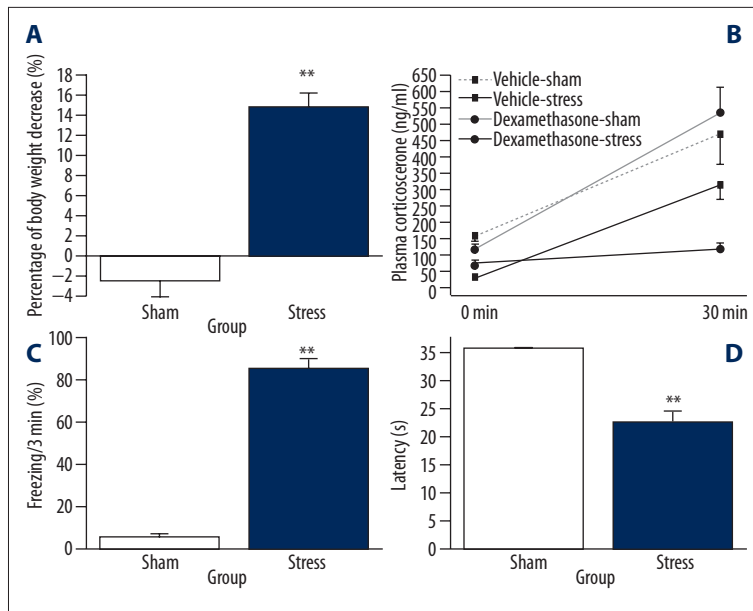 A
Percentage of body weight decrease (%)
18
16
14
12
10
8
6
4
2
0
−2
−4
**
Sham
Stress
Group
B
Plasma corticoscerone (ng/ml)
650
600
550
500
450
400
350
300
250
200
150
100
50
0
Vehicle-sham
Vehicle-stress
Dexamethasone-sham
Dexamethasone-stress
0 min
30 min
C
Freezing/3 min (%)
100
80
60
40
20
0
**
Sham
Stress
Group
D
Latency (s)
35
30
25
20
15
10
5
0
**
Sham
Stress
Group